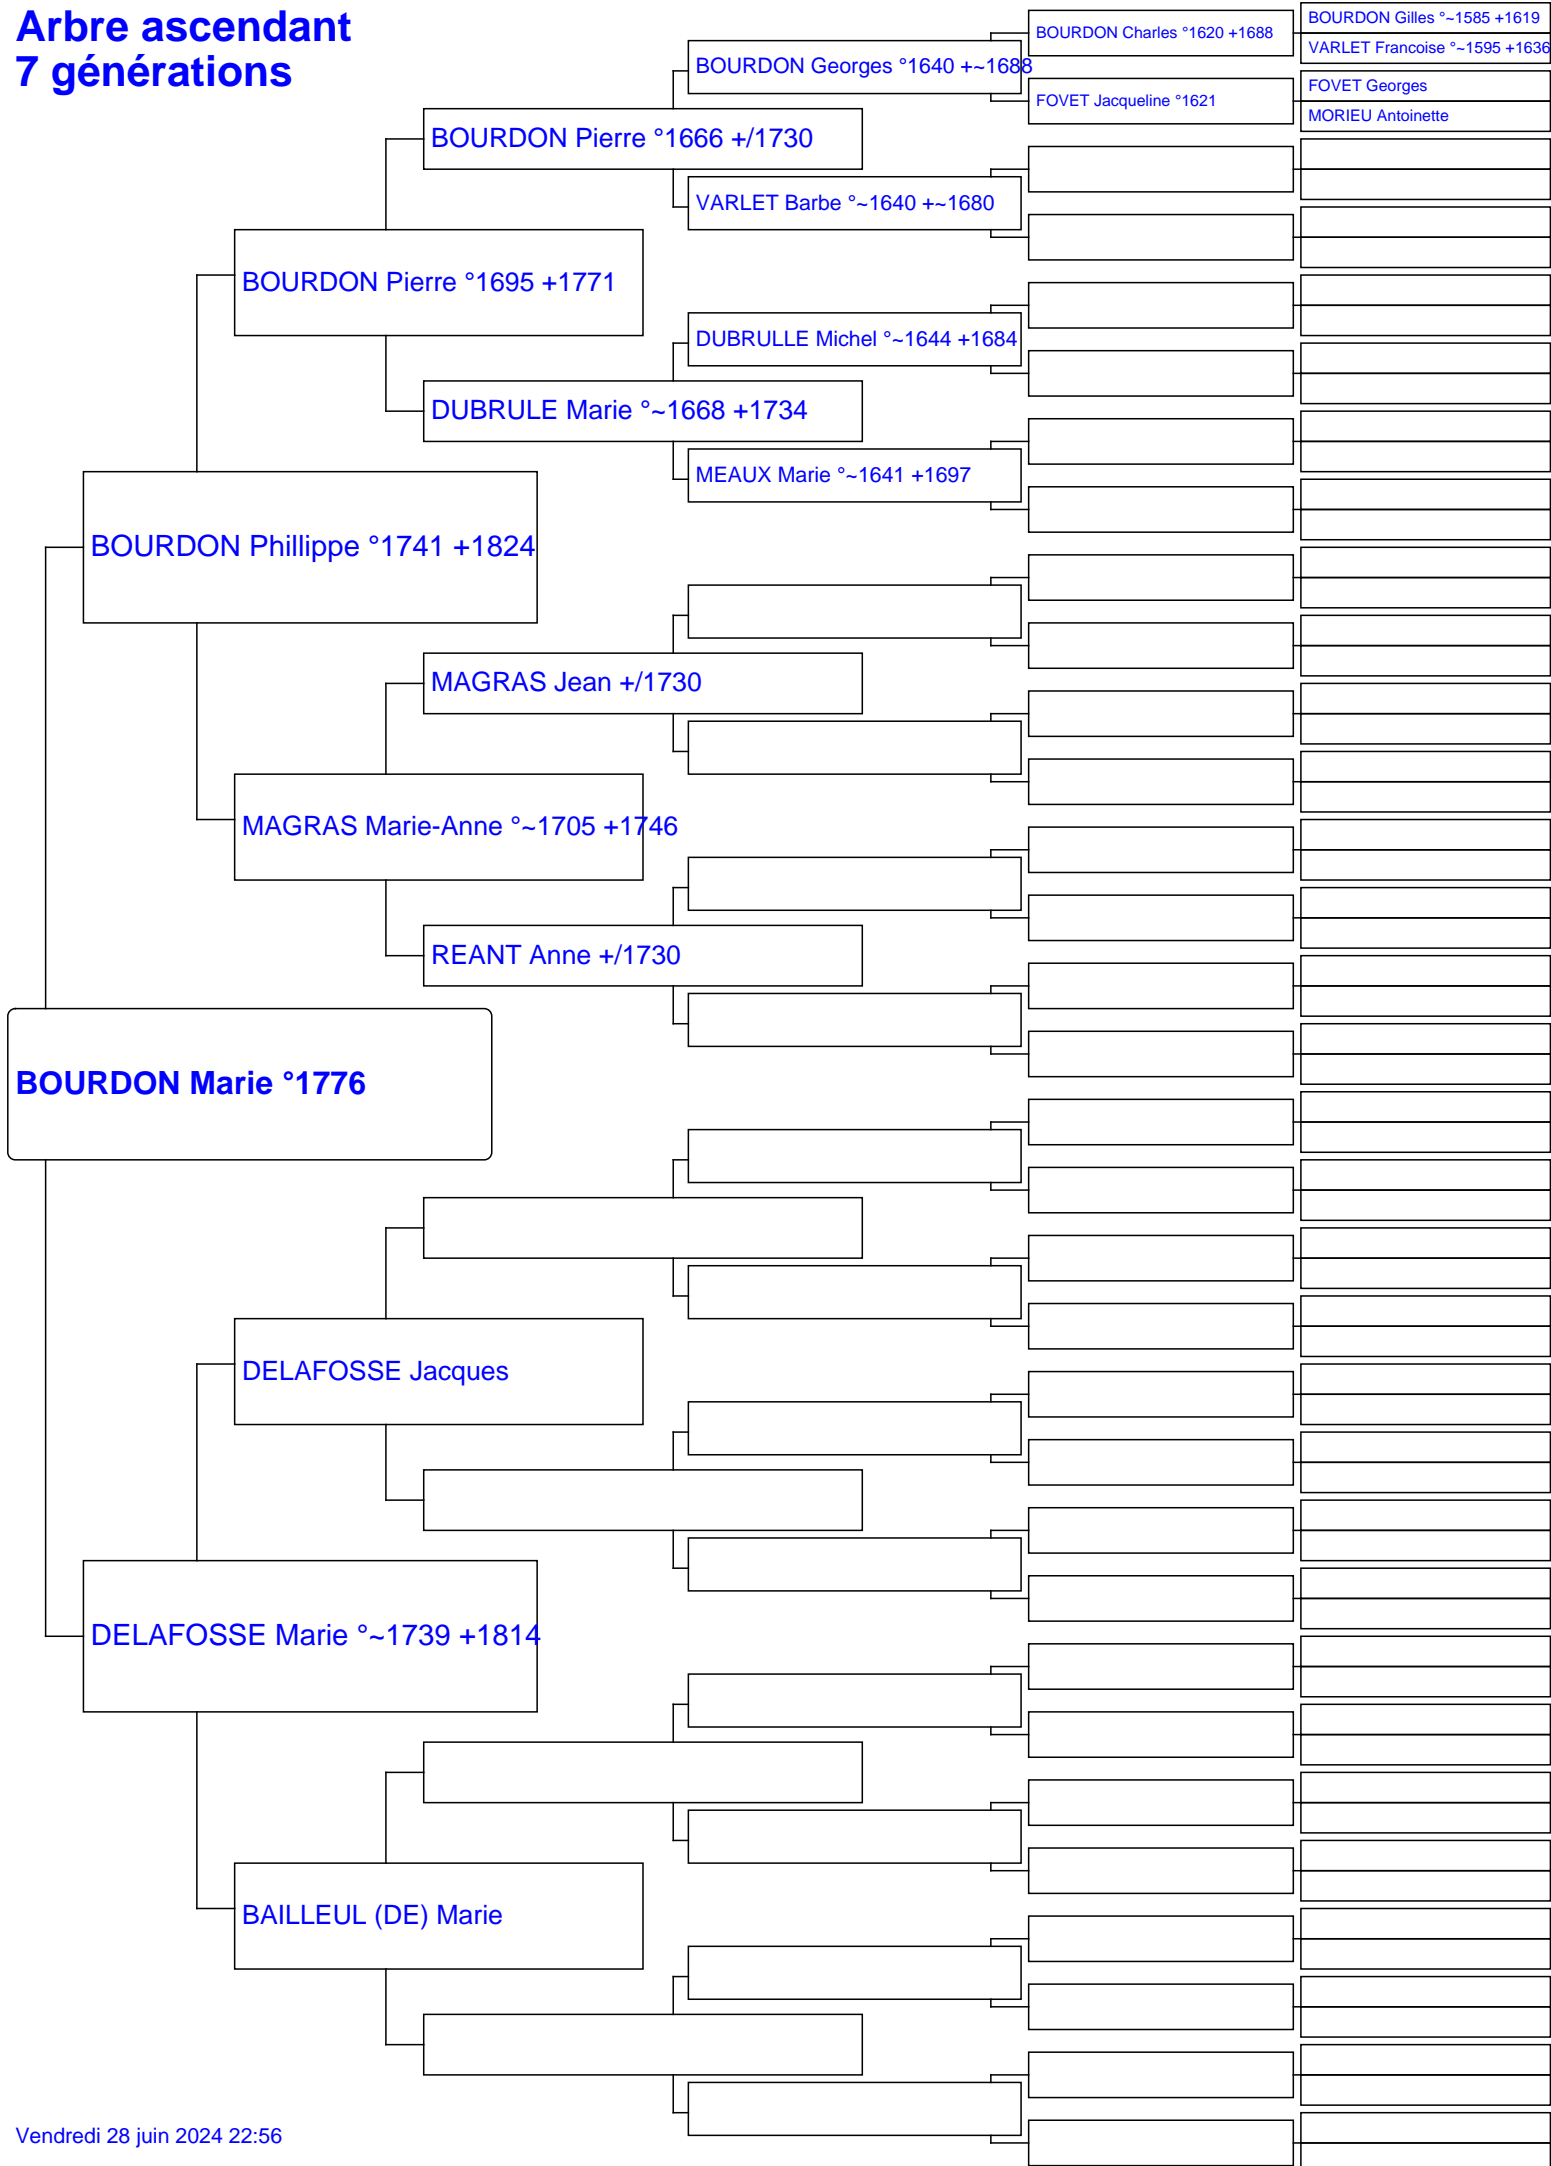 Arbre ascendant
7 générations
BOURDON Gilles °~1585 +1619
BOURDON Charles °1620 +1688
VARLET Francoise °~1595 +1636
BOURDON Georges °1640 +~1688
FOVET Georges
FOVET Jacqueline °1621
MORIEU Antoinette
BOURDON Pierre °1666 +/1730
VARLET Barbe °~1640 +~1680
BOURDON Pierre °1695 +1771
DUBRULLE Michel °~1644 +1684
DUBRULE Marie °~1668 +1734
MEAUX Marie °~1641 +1697
BOURDON Phillippe °1741 +1824
MAGRAS Jean +/1730
MAGRAS Marie-Anne °~1705 +1746
REANT Anne +/1730
BOURDON Marie °1776
DELAFOSSE Jacques
DELAFOSSE Marie °~1739 +1814
BAILLEUL (DE) Marie
Vendredi 28 juin 2024 22:56